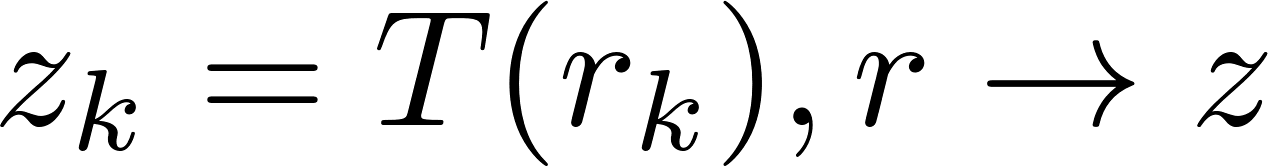 z_k = T(r_k), r → z